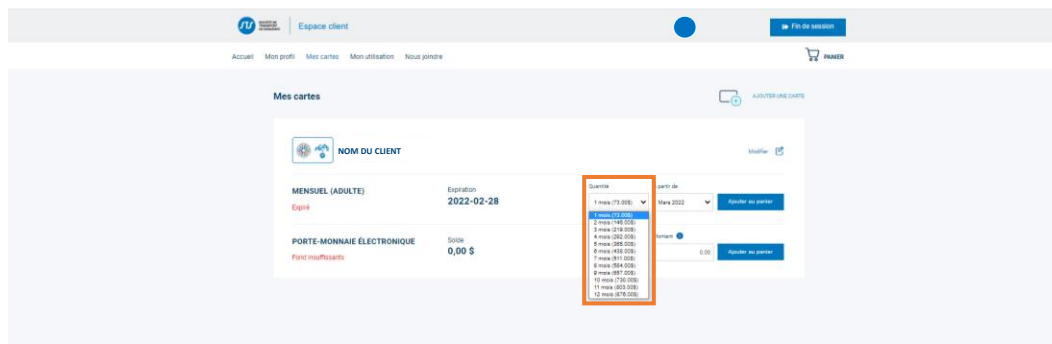 Espace client
Fin de session
Accueil Mon profil Mes cartes Mon utilisation Nous joindre
PANIER
Mes cartes
AJOUTER UNE CARTE
NOM DU CLIENT
Modifier
MENSUEL (ADULTE)
Expiré
Expiration
2022-02-28
Quantité
partir de
1 mois (73.00$)
Mars 2022
Ajouter au panier
1 mois (73.00$)
2 mois (146.00$)
3 mois (219.00$)
4 mois (292.00$)
5 mois (365.00$)
6 mois (438.00$)
7 mois (511.00$)
8 mois (584.00$)
9 mois (657.00$)
10 mois (730.00$)
11 mois (803.00$)
12 mois (876.00$)
PORTE-MONNAIE ÉLECTRONIQUE
Fond insuffisants
Solde
0,00 $
Montant
0.00
Ajouter au panier